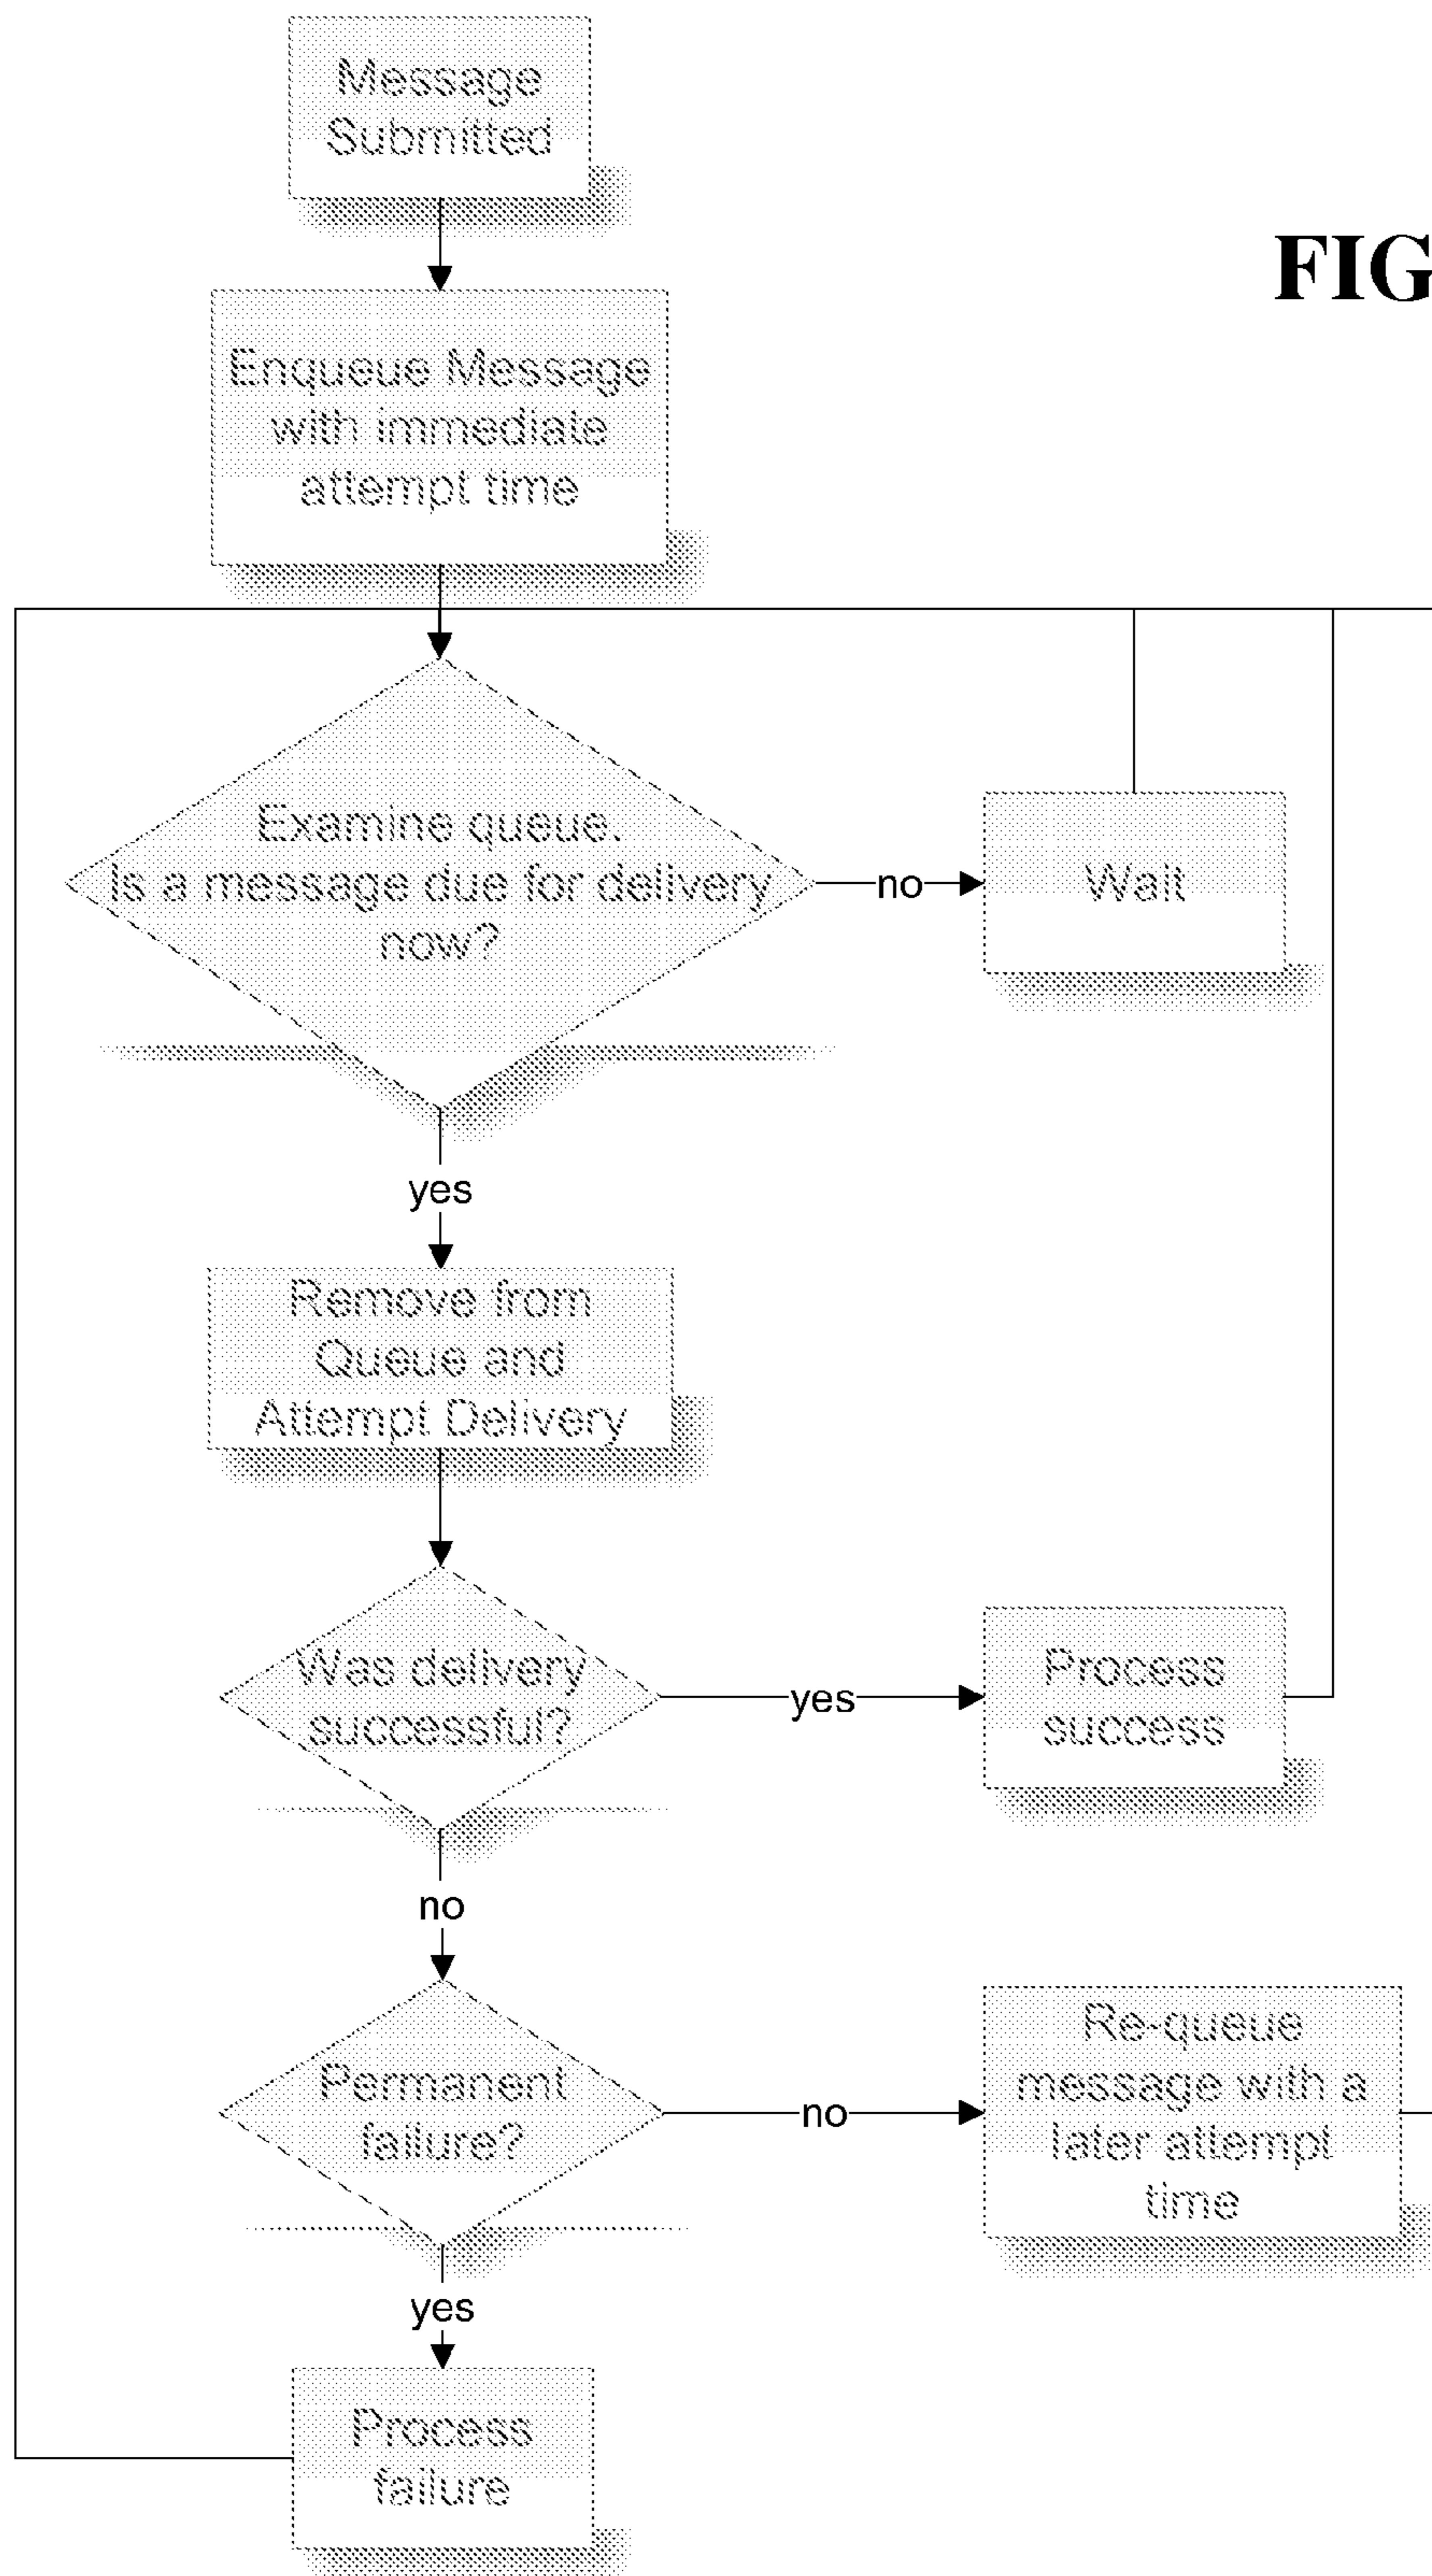 Message
Submitted
FIG
Enqueue Message
with immediate
attempt time
Examine queue.
Is a message due for delivery
now?
no
Wait
yes
Remove from
Queue and
Attempt Delivery
Was delivery
successful?
yes
Process
success
no
Permanent
failure?
no
Re-queue
message with a
later attempt
time
yes
Process
failure